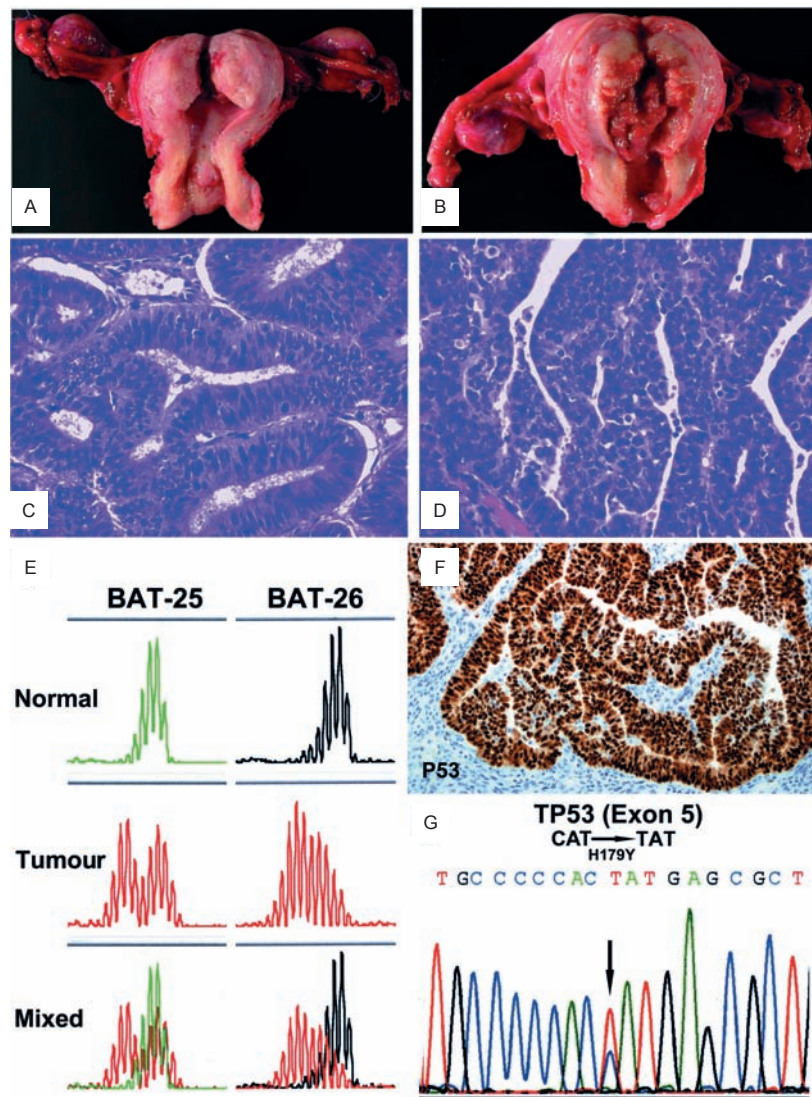 A
B
C
D
E
BAT-25 BAT-26
Normal
Tumour
Mixed
F
P53
G
TP53 (Exon 5)
CAT→TAT
H179Y
T G C C C C C A C T A T G A G C G C T